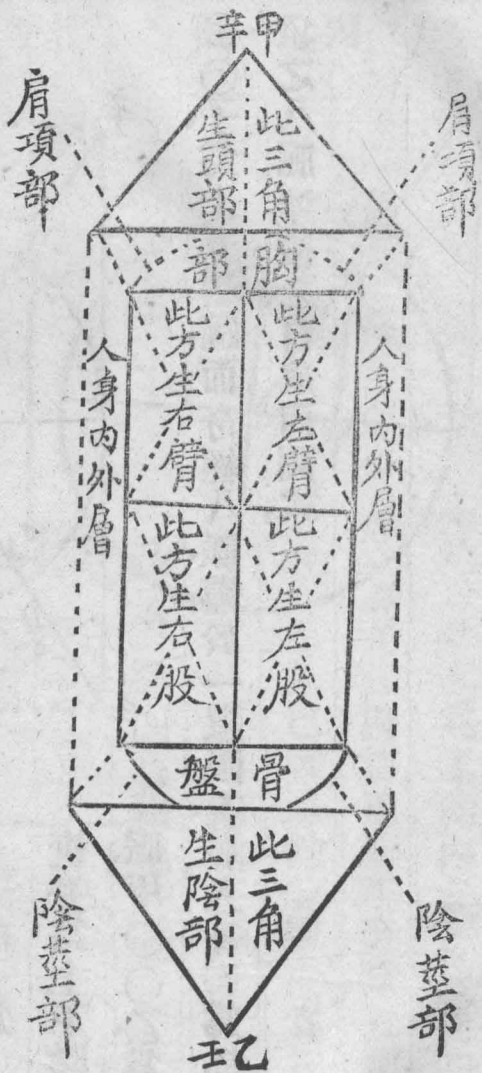 甲辛
肩項部
肩項部
此三角
生頭部
胸部
人身內外層
人身內外層
此方生左臂
此方生右臂
此方生左股
此方生右股
骨盤
此三角
生陰部
陰莖部
陰莖部
乙壬